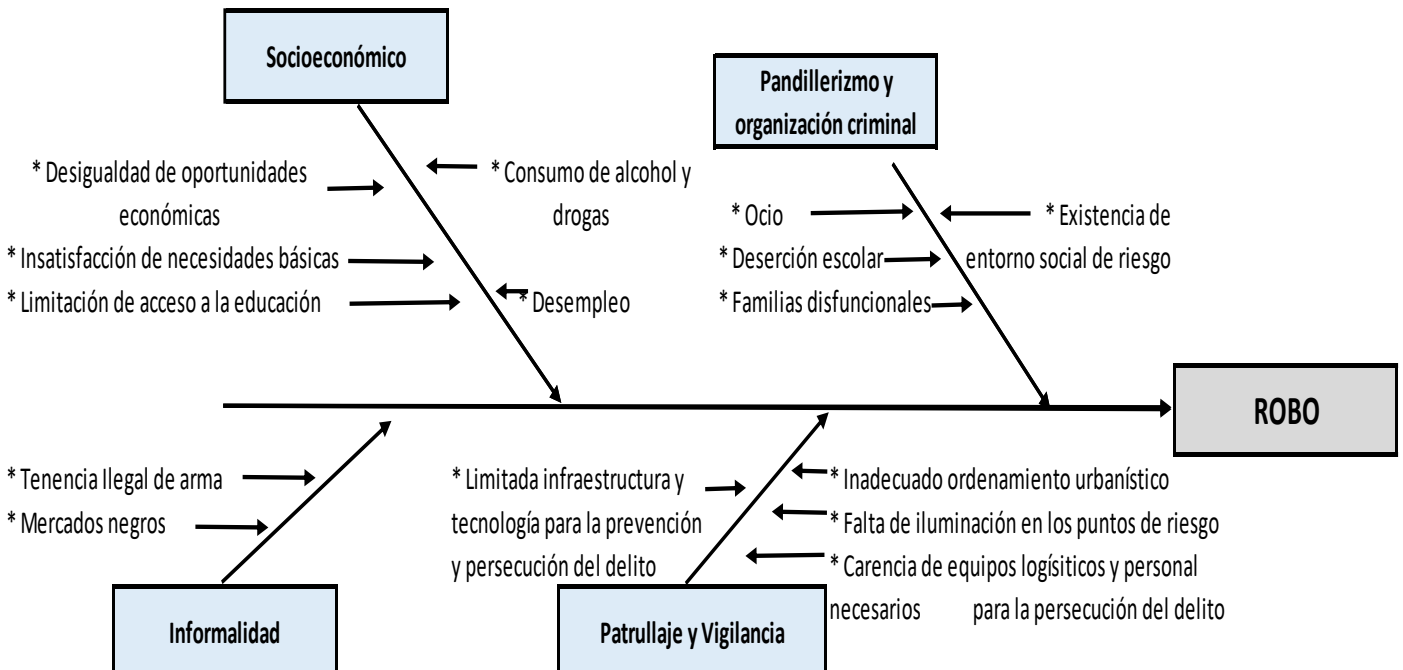 Socioeconómico
Pandillerizmo y
organización criminal
* Desigualdad de oportunidades
económicas
* Consumo de alcohol y
drogas
* Insatisfacción de necesidades básicas
* Limitación de acceso a la educación
* Desempleo
* Ocio
* Existencia de
entorno social de riesgo
* Deserción escolar
* Familias disfuncionales
ROBO
* Tenencia Ilegal de arma
* Mercados negros
* Limitada infraestructura y
tecnología para la prevención
y persecución del delito
* Inadecuado ordenamiento urbanístico
* Falta de iluminación en los puntos de riesgo
* Carencia de equipos logísiticos y personal
necesarios para la persecución del delito
Informalidad
Patrullaje y Vigilancia